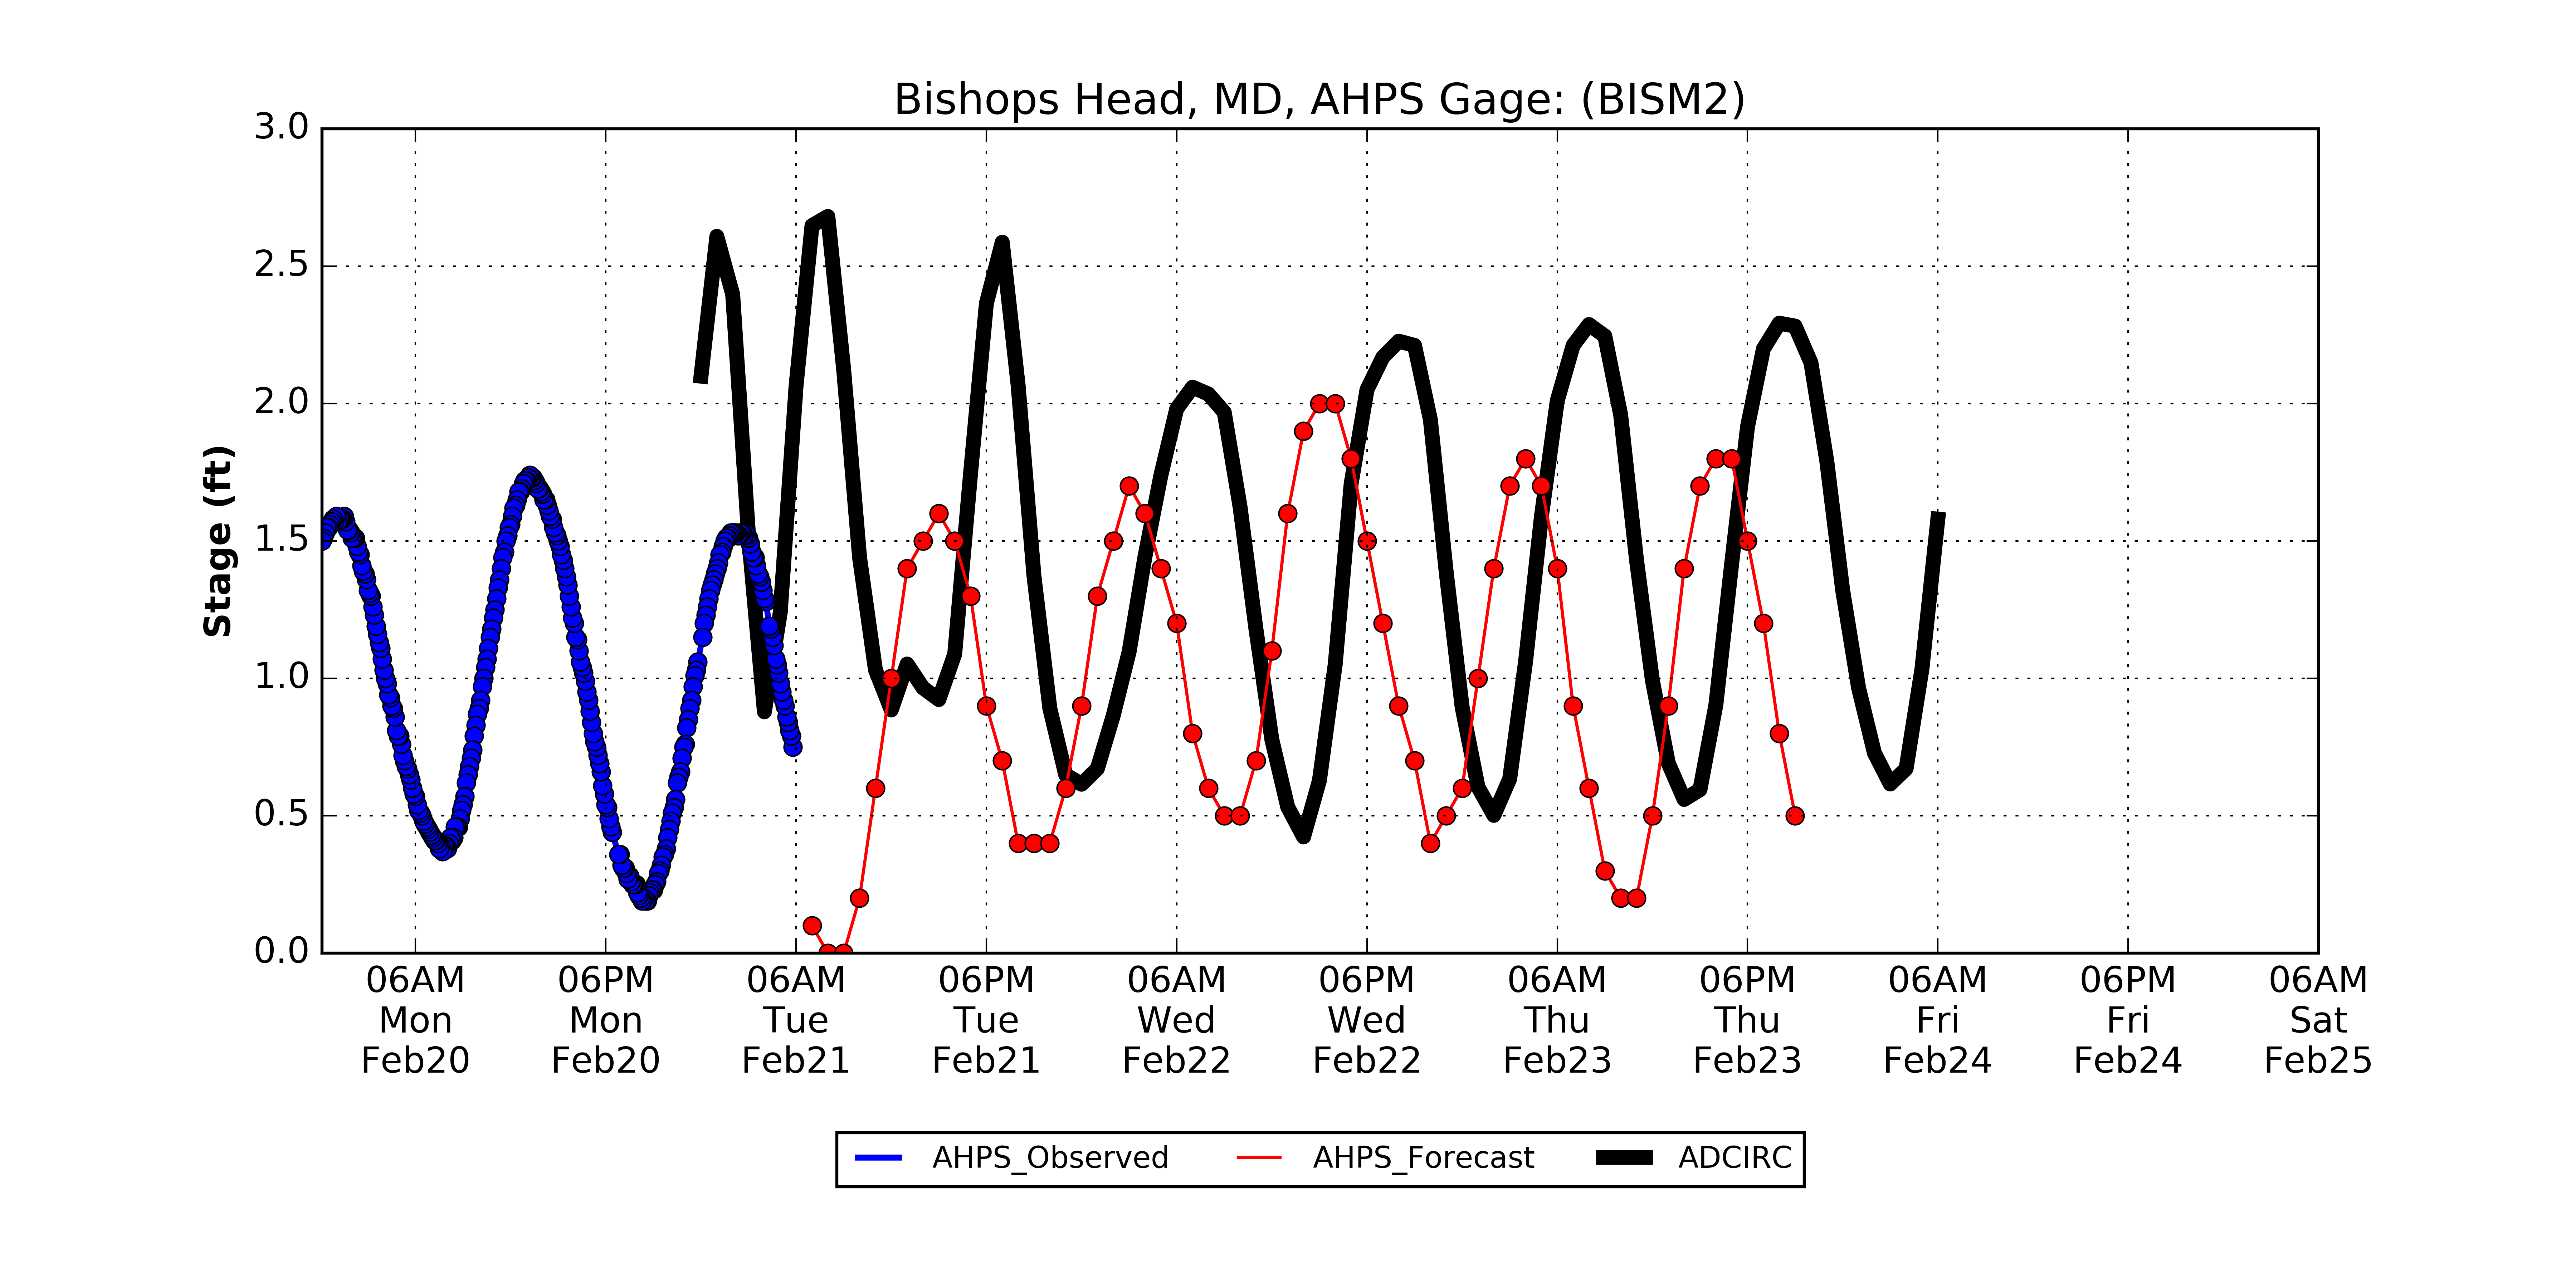 Bishops Head, MD, AHPS Gage: (BISM2)
3.0
2.5
2.0
1.5
1.0
0.5
0.0
Stage (ft)
06AM 06PM 06AM 06PM 06AM 06PM 06AM 06PM 06AM 06PM 06AM
Mon Mon Tue Tue Wed Wed Thu Thu Fri Fri Sat
Feb20 Feb20 Feb21 Feb21 Feb22 Feb22 Feb23 Feb23 Feb24 Feb24 Feb25
AHPS_Observed AHPS_Forecast ADCIRC